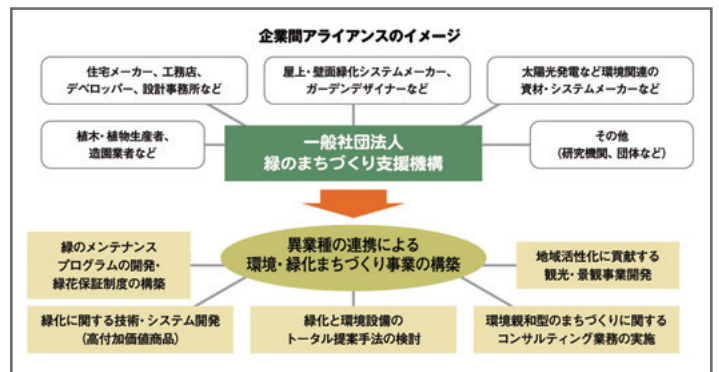 企業間アライアンスのイメージ
住宅メーカー、工務店、
デベロッパー、設計事務所など
屋上・壁面緑化システムメーカー、
ガーデンデザイナーなど
太陽光発電など環境関連の
資材・システムメーカーなど
植木・植物生産者、
造園業者など
一般社団法人
緑のまちづくり支援機構
その他
(研究機関、団体など)
異業種の連携による
環境・緑化まちづくり事業の構築
緑のメンテナンス
プログラムの開発・
緑花保証制度の構築
地域活性化に貢献する
観光・景観事業開発
緑化に関する技術・システム開発
(高付加価値商品)
緑化と環境設備の
トータル提案手法の検討
環境親和型のまちづくりに関する
コンサルティング業務の実施